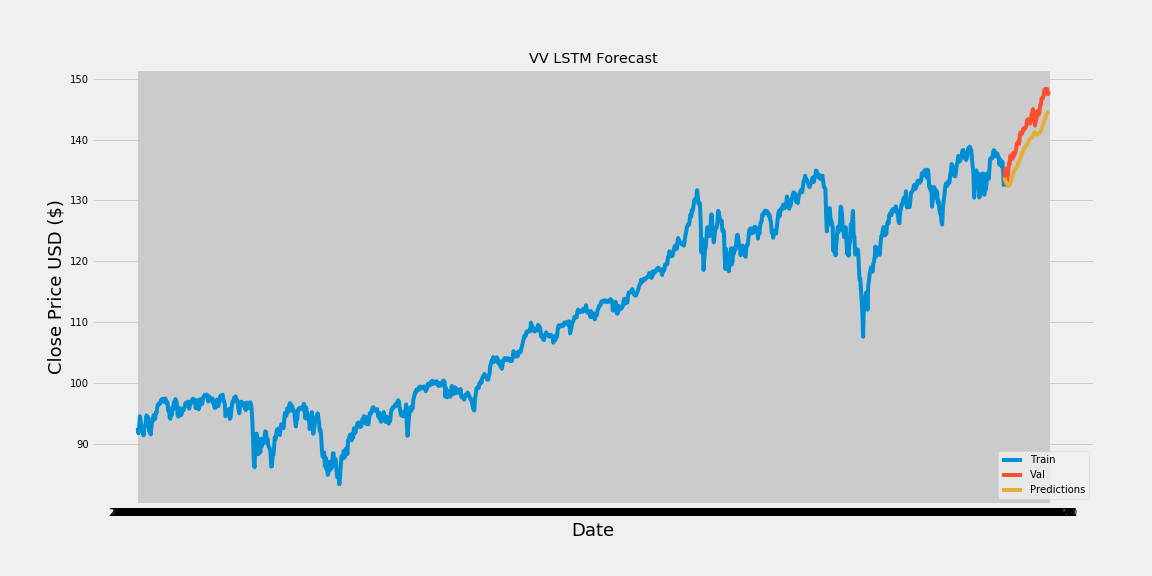 VV LSTM Forecast
150
140
130
120
110
100
90
Close Price USD ($)
Train
Val
Predictions
Date